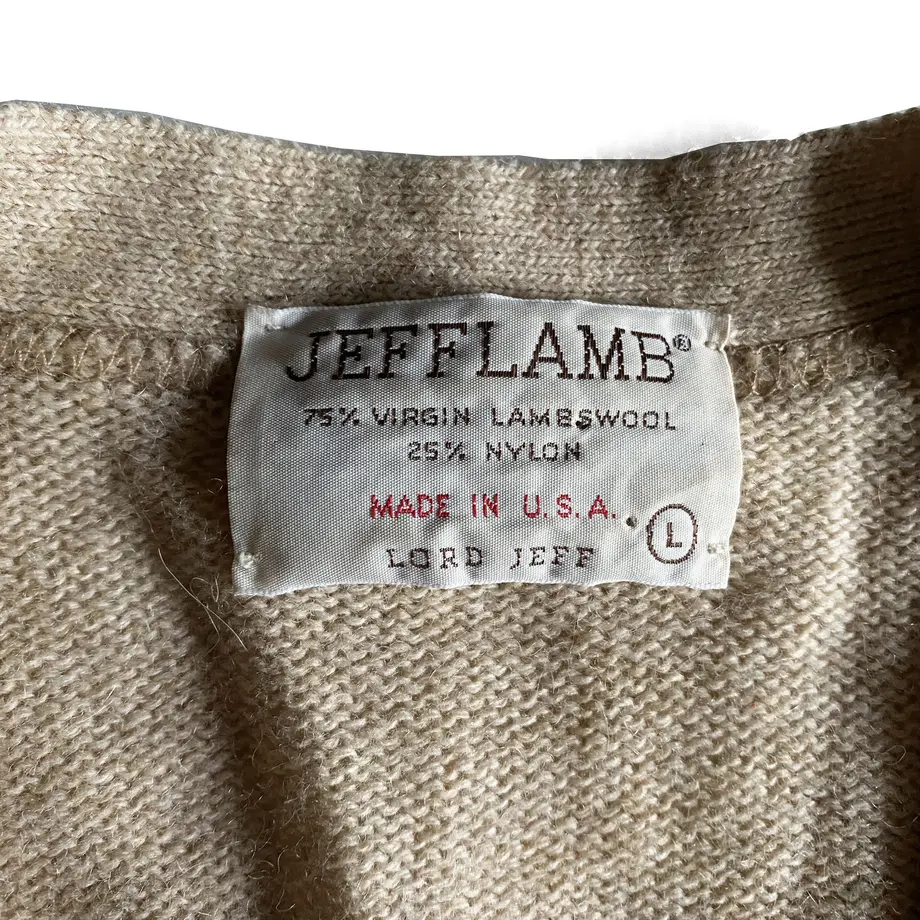 JEFFLAMB®
75% VIRGIN LAMBSWOOL
25% NYLON
MADE IN U.S.A.
LORD JEFF
L